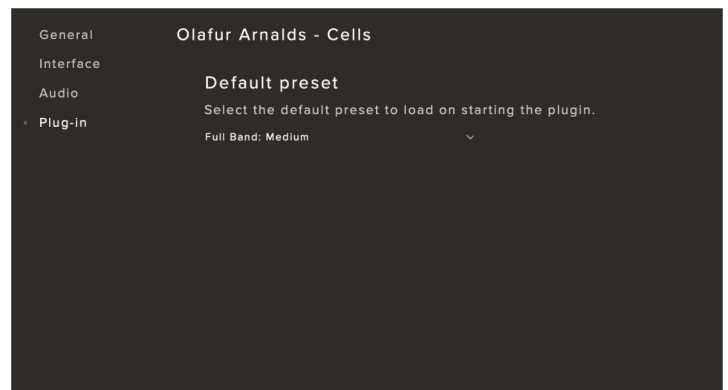 General
Interface
Audio
Plug-in
Olafur Arnalds - Cells
Default preset
Select the default preset to load on starting the plugin.
Full Band: Medium